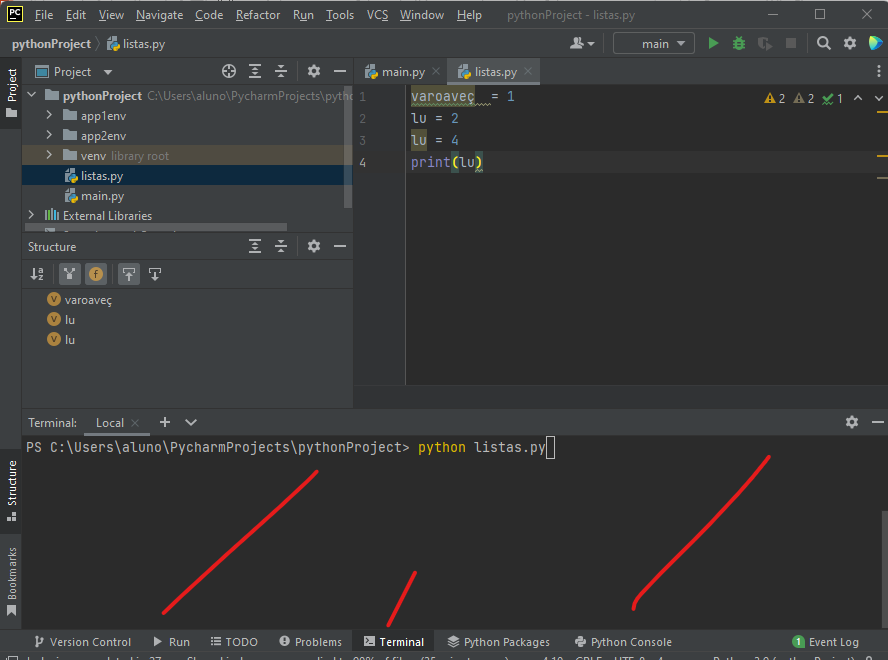 PC File Edit View Navigate Code Refactor Run Tools VCS Window Help pythonProject - listas.py
pythonProject listas.py main
Project Project main.py listas.py
pythonProject C:\Users\aluno\PycharmProjects\pytho
app1env
app2env
venv library root
listas.py
main.py
External Libraries
1 varoaveç = 1
2 lu = 2
3 lu = 4
4 print(lu)
2 2 1
Structure
varoaveç
lu
lu
Terminal: Local
PS C:\Users\aluno\PycharmProjects\pythonProject> python listas.py
Structure
Bookmarks
Version Control Run TODO Problems Terminal Python Packages Python Console 1 Event Log